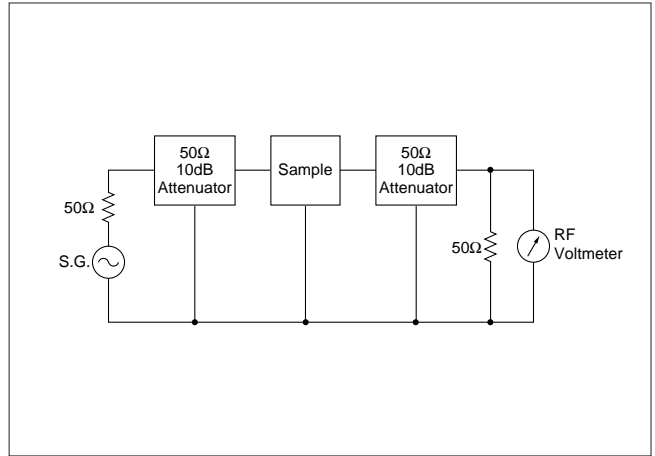 50Ω
10dB
Attenuator
Sample
50Ω
10dB
Attenuator
50Ω
S.G.
50Ω
RF
Voltmeter